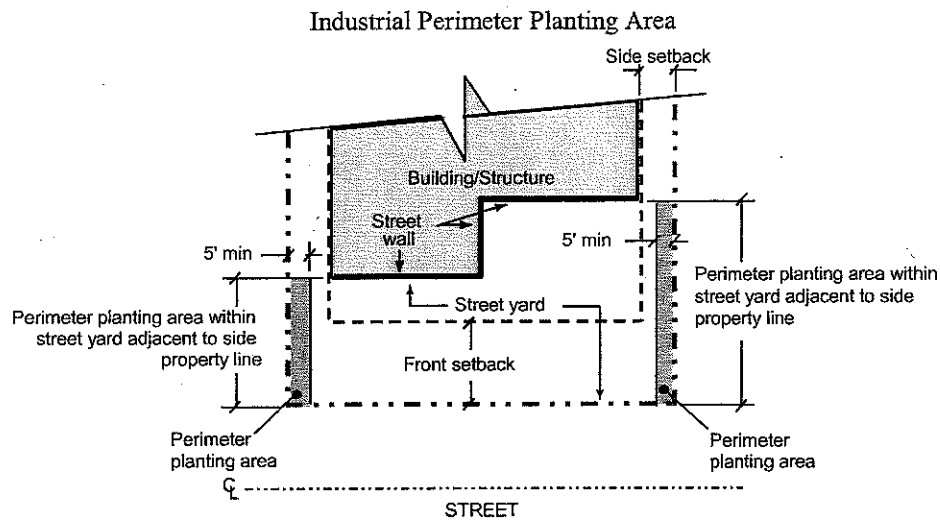 Industrial Perimeter Planting Area
Side setback
Building/Structure
Street
wall
5' min
5' min
Street yard
Perimeter planting area within
street yard adjacent to side
property line
Perimeter planting area within
street yard adjacent to side
property line
Front setback
Perimeter
planting area
Perimeter
planting area
℄
STREET